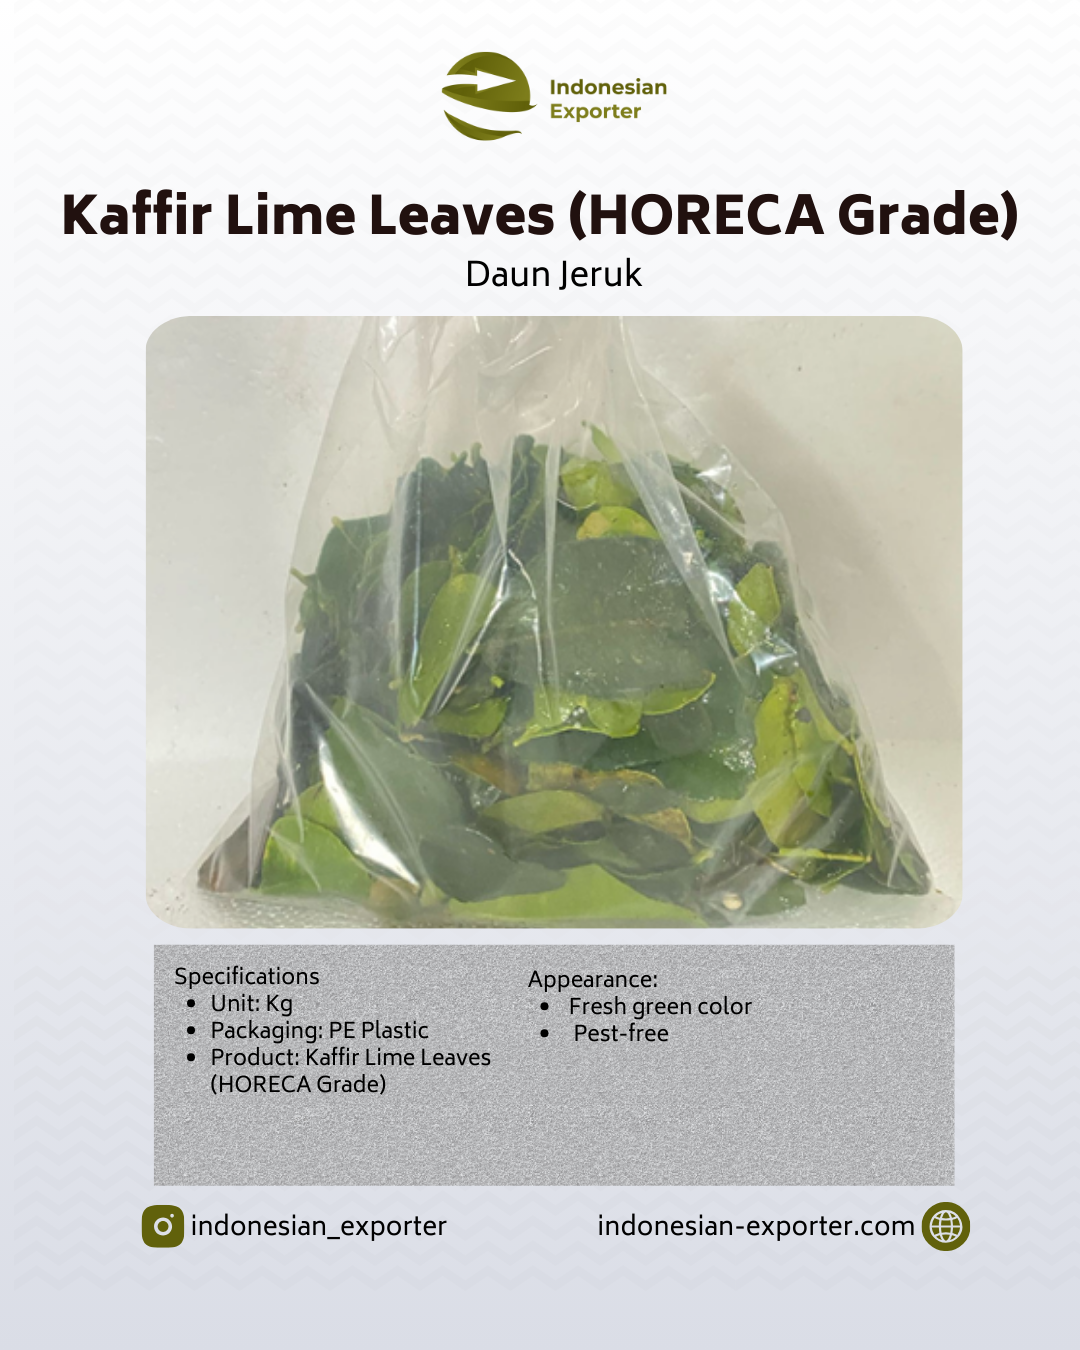 Indonesian
Exporter
Kaffir Lime Leaves (HORECA Grade)
Daun Jeruk
Specifications
• Unit: Kg
• Packaging: PE Plastic
• Product: Kaffir Lime Leaves
(HORECA Grade)
Appearance:
• Fresh green color
• Pest-free
indonesian_exporter
indonesian-exporter.com